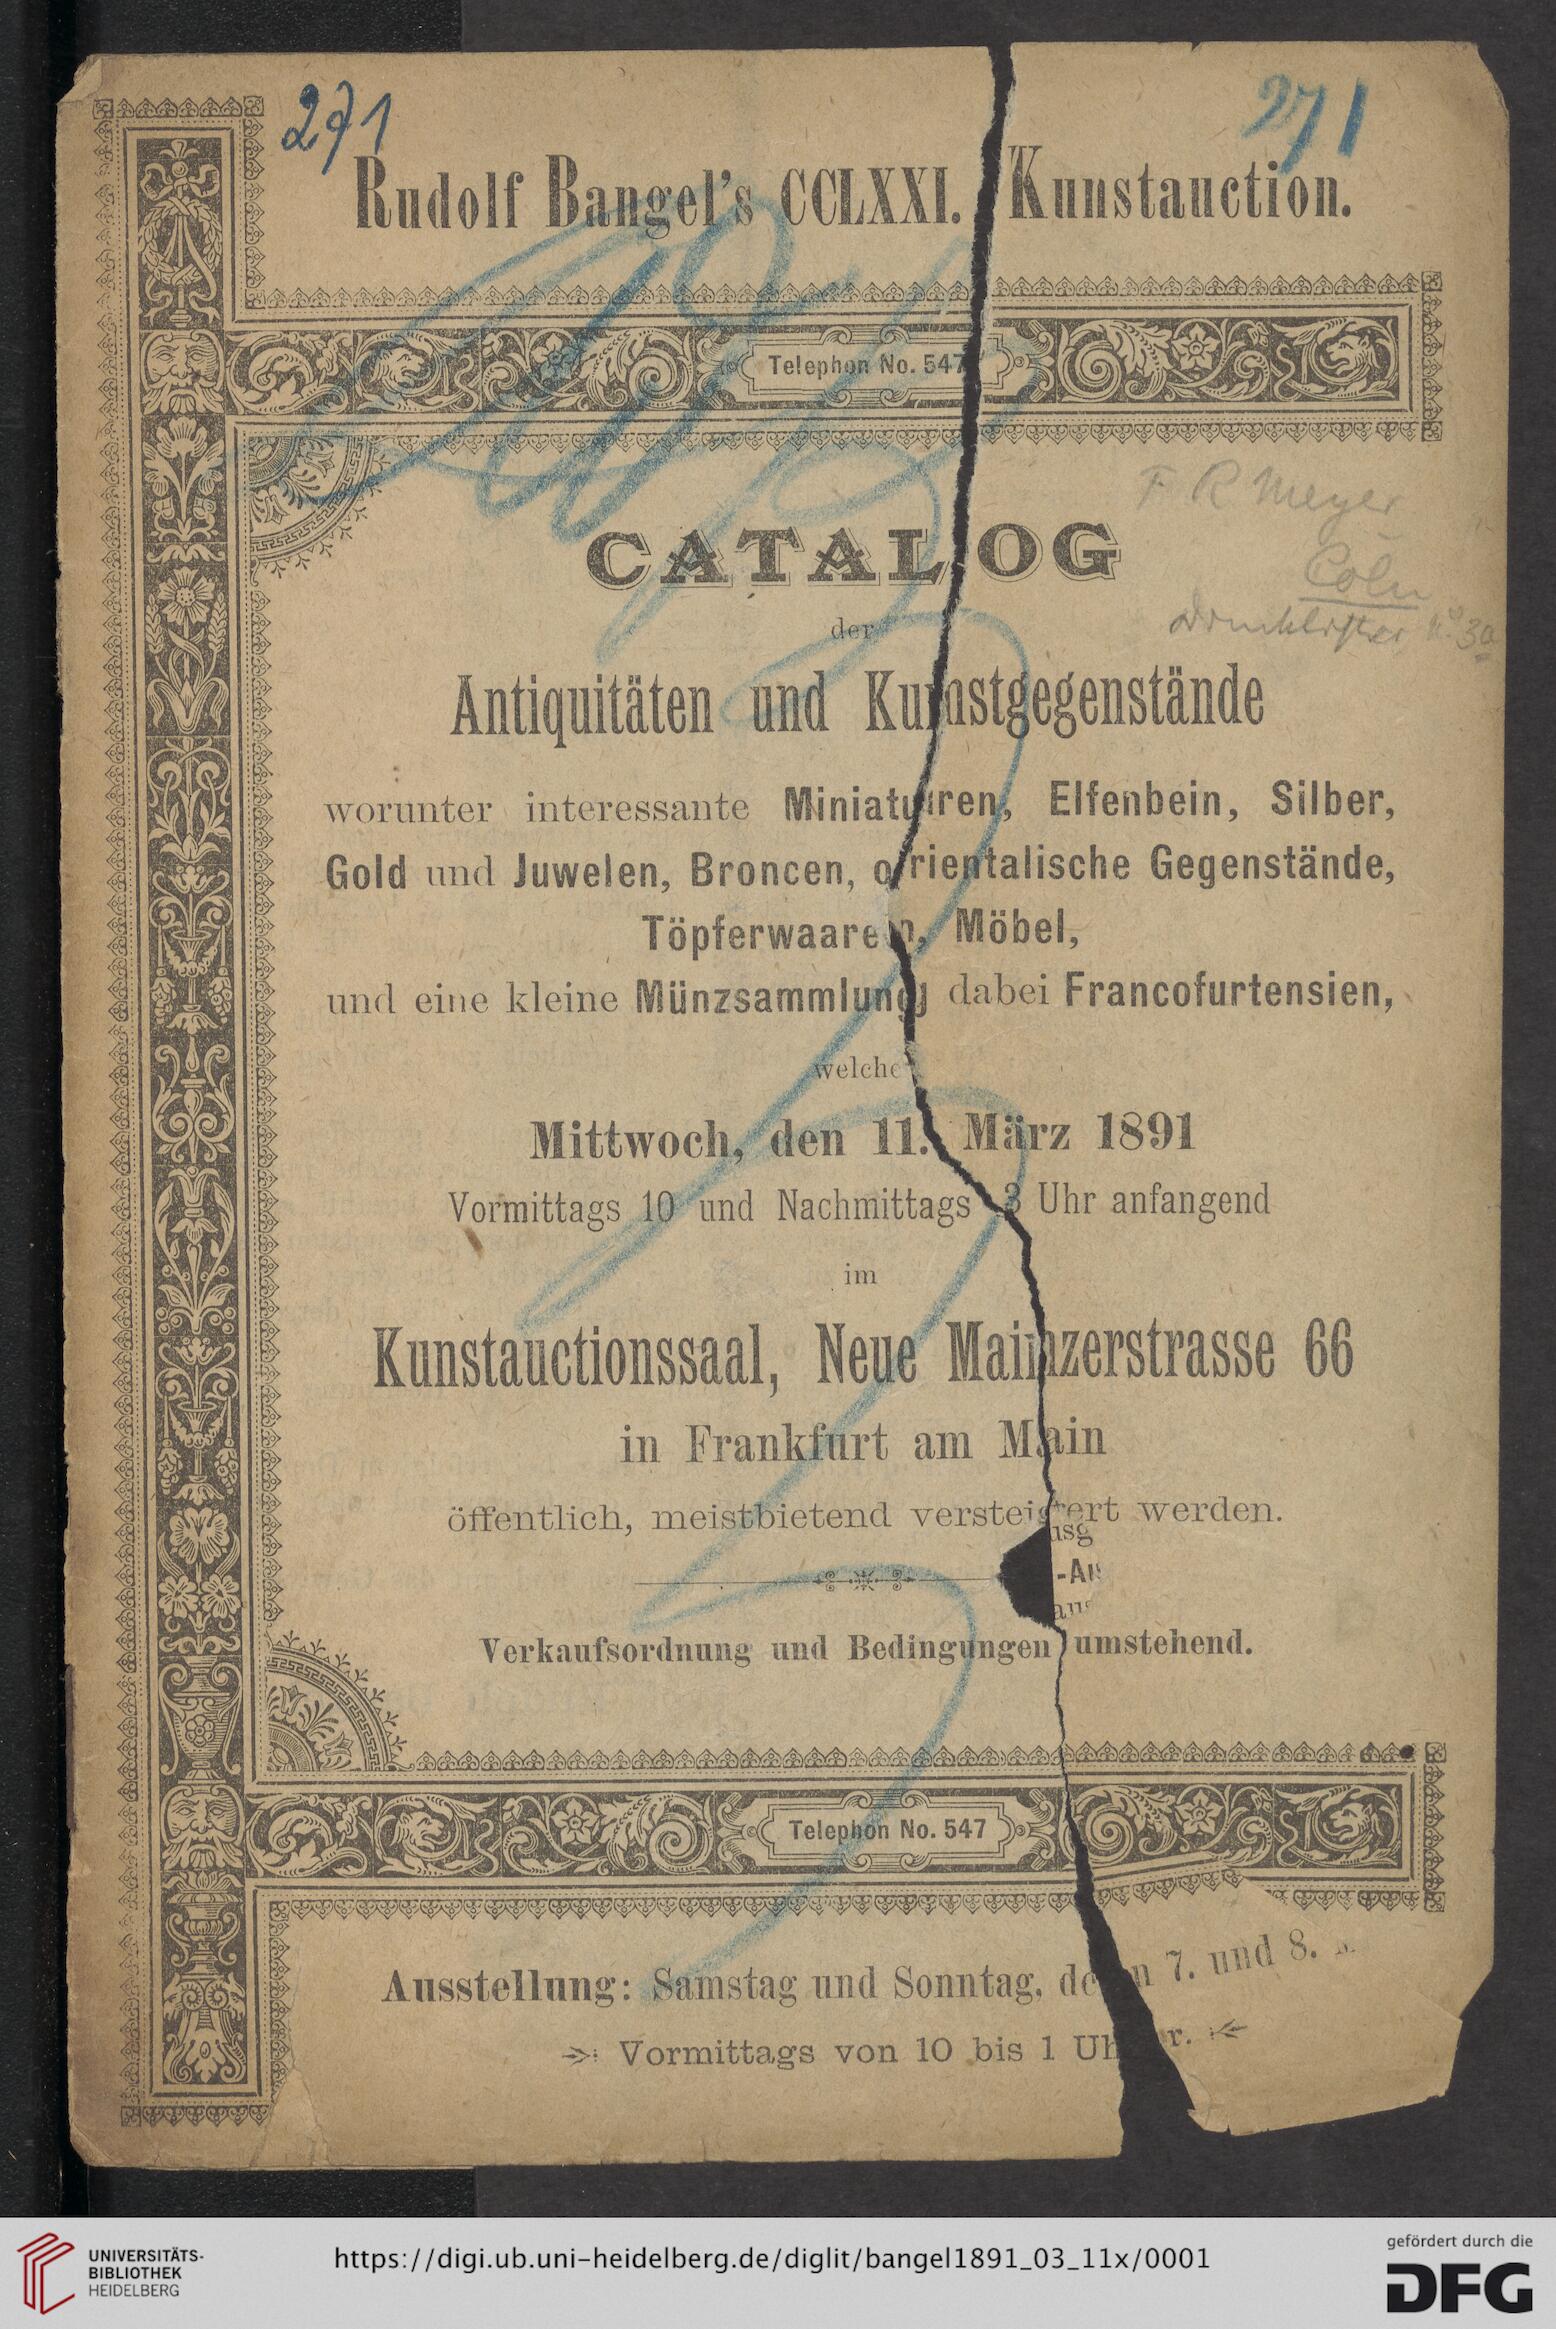 271
271
Rudolf Bangel's CCLXXI. Kunstauction.
Telephon No. 547
F R Meyer
CATALOG
Cöln
der
Antiquitäten und Kunstgegenstände
worunter interessante Miniaturen, Elfenbein, Silber,
Gold und Juwelen, Broncen, orientalische Gegenstände,
Töpferwaaren, Möbel,
und eine kleine Münzsammlung dabei Francofurtensien,
welche
Mittwoch, den 11. März 1891
Vormittags 10 und Nachmittags 3 Uhr anfangend
im
Kunstauctionssaal, Neue Mainzerstrasse 66
in Frankfurt am Main
öffentlich, meistbietend versteigert werden.
Verkaufsordnung und Bedingungen umstehend.
Telephon No. 547
Ausstellung: Samstag und Sonntag, den 7. und 8.
Vormittags von 10 bis 1 Uhr.
UNIVERSITÄTS-
BIBLIOTHEK
HEIDELBERG
https://digi.ub.uni-heidelberg.de/diglit/bangel1891_03_11x/0001
gefördert durch die
DFG